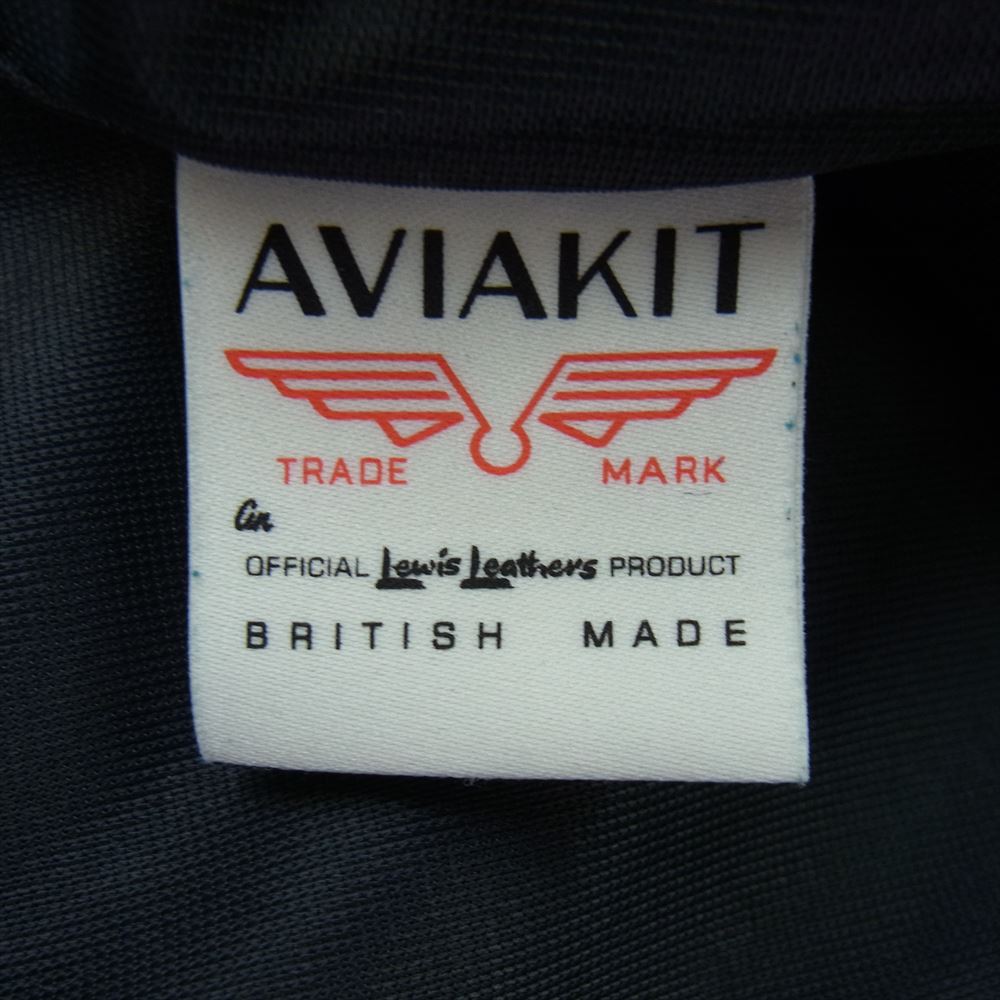 AVIAKIT
TRADE MARK
An
OFFICIAL Lewis Leathers PRODUCT
BRITISH MADE